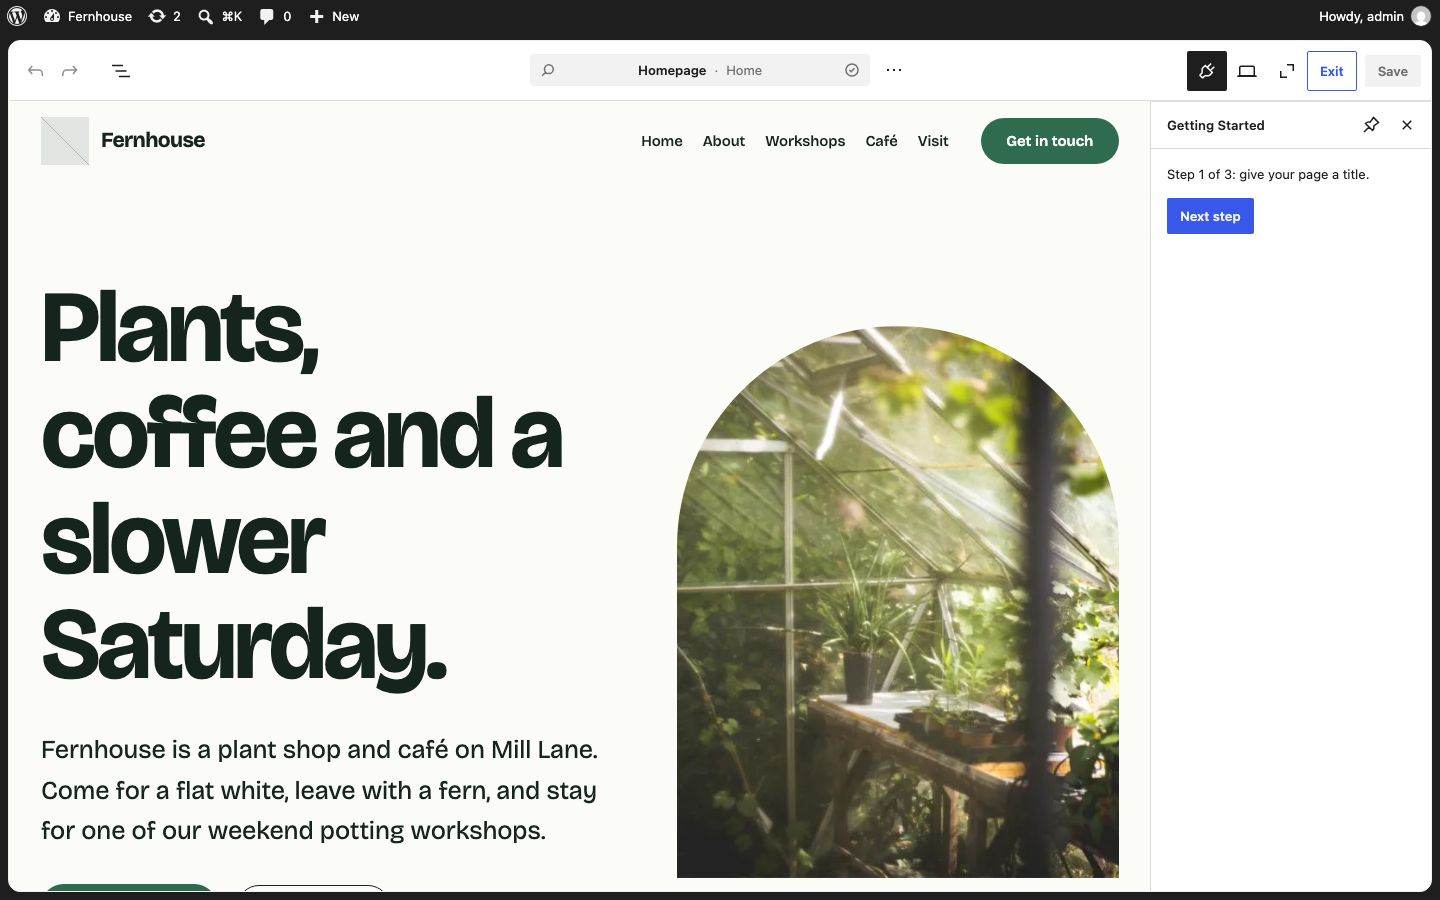 Fernhouse 2 ⌘K 0 New Howdy, admin
Homepage · Home
Exit Save
Fernhouse
Home About Workshops Café Visit Get in touch
Plants,
coffee and a
slower
Saturday.
Fernhouse is a plant shop and café on Mill Lane.
Come for a flat white, leave with a fern, and stay
for one of our weekend potting workshops.
Getting Started
Step 1 of 3: give your page a title.
Next step